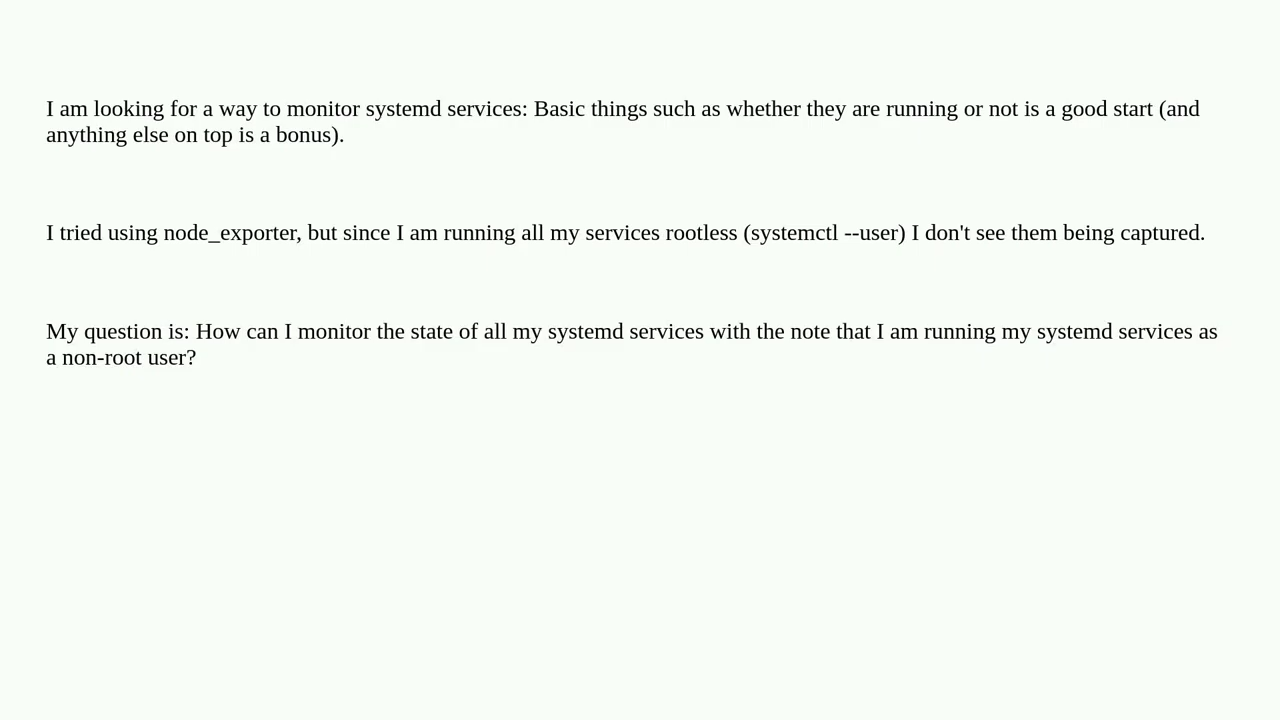 I am looking for a way to monitor systemd services: Basic things such as whether they are running or not is a good start (and
anything else on top is a bonus).
I tried using node_exporter, but since I am running all my services rootless (systemctl --user) I don't see them being captured.
My question is: How can I monitor the state of all my systemd services with the note that I am running my systemd services as
a non-root user?